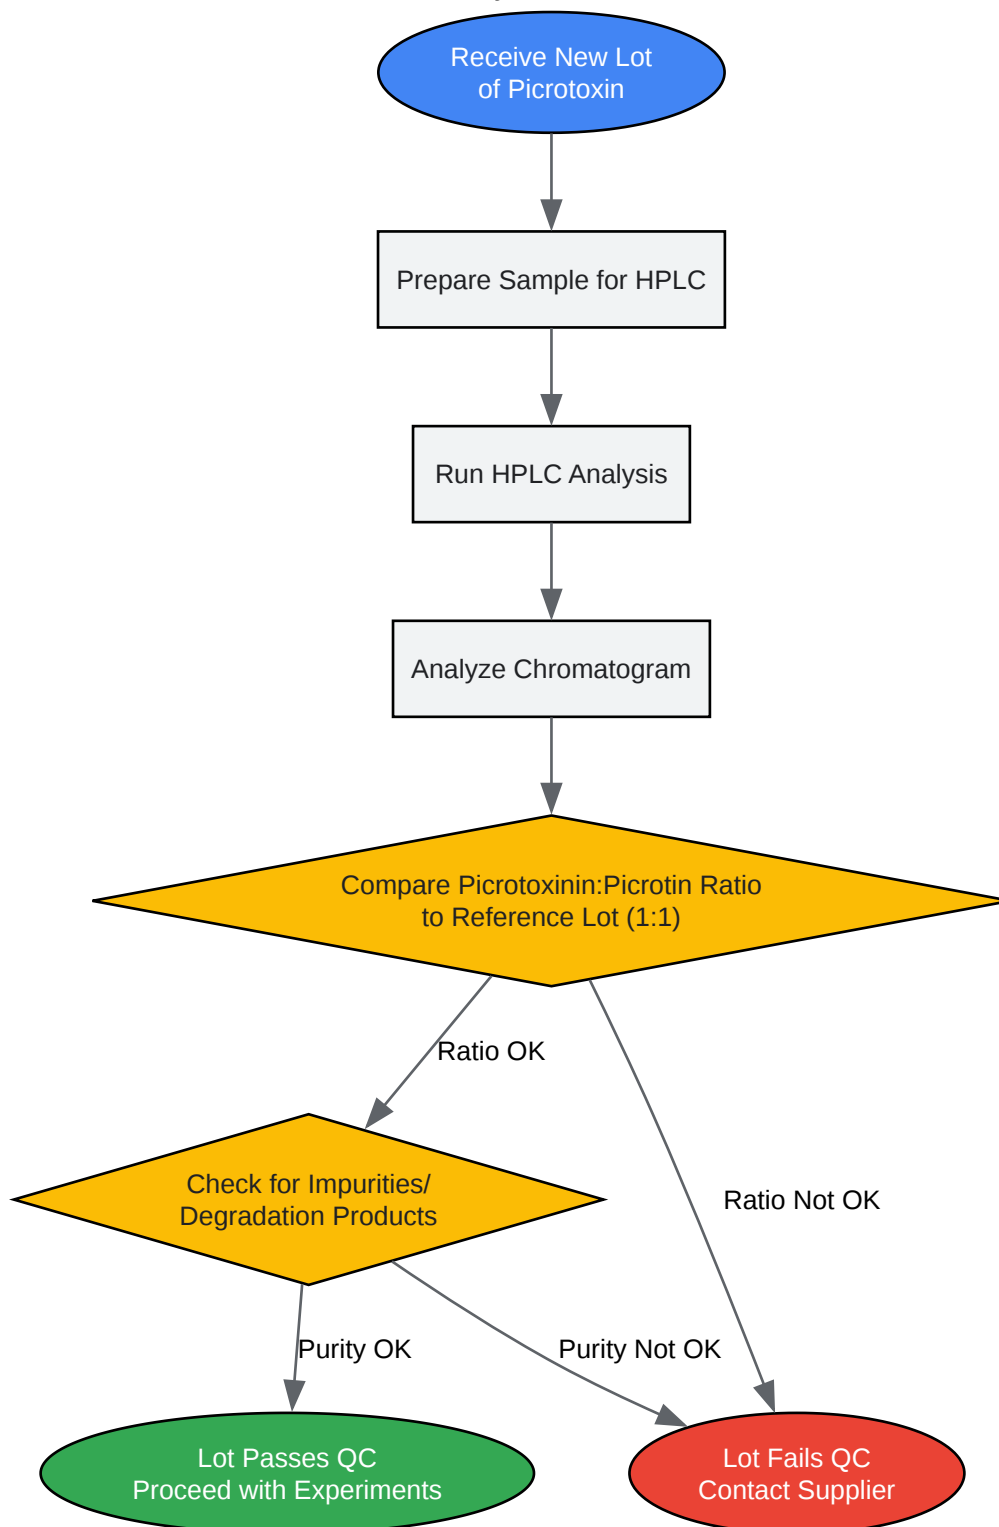 Receive New Lot
of Picrotoxin
Prepare Sample for HPLC
Run HPLC Analysis
Analyze Chromatogram
Compare Picrotoxinin:Picrotin Ratio
to Reference Lot (1:1)
Ratio OK
Check for Impurities/
Degradation Products
Ratio Not OK
Purity OK
Purity Not OK
Lot Passes QC
Proceed with Experiments
Lot Fails QC
Contact Supplier